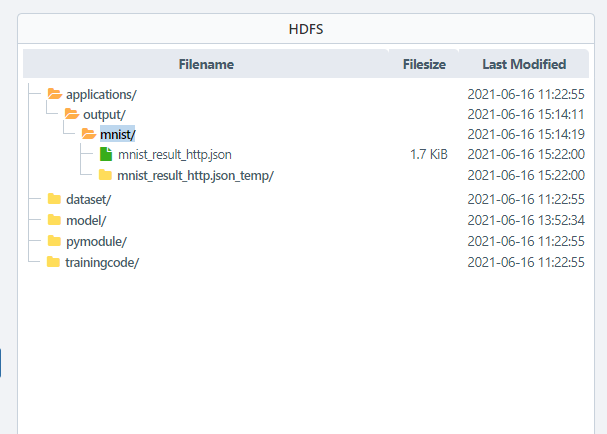 HDFS
Filename Filesize Last Modified
applications/ 2021-06-16 11:22:55
output/ 2021-06-16 15:14:11
mnist/ 2021-06-16 15:14:19
mnist_result_http.json 1.7 KiB 2021-06-16 15:22:00
mnist_result_http.json_temp/ 2021-06-16 15:22:00
dataset/ 2021-06-16 11:22:55
model/ 2021-06-16 13:52:34
pymodule/ 2021-06-16 11:22:55
trainingcode/ 2021-06-16 11:22:55